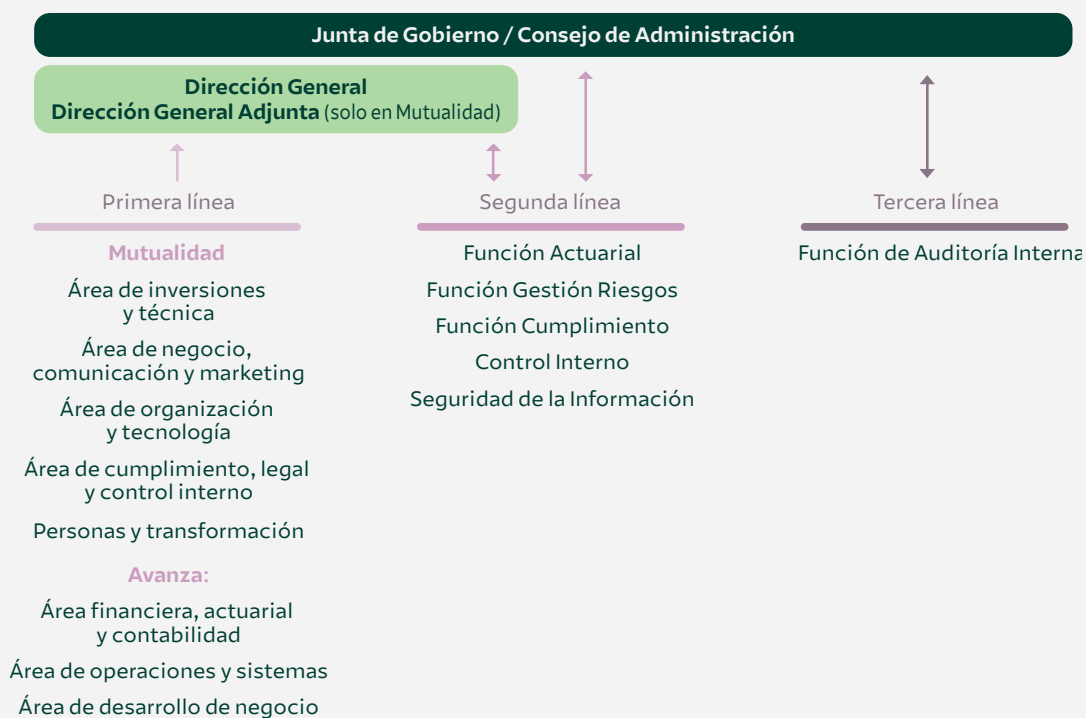 Junta de Gobierno / Consejo de Administración
Dirección General
Dirección General Adjunta (solo en Mutualidad)
Primera línea
Mutualidad
Área de inversiones
y técnica
Área de negocio,
comunicación y marketing
Área de organización
y tecnología
Área de cumplimiento, legal
y control interno
Personas y transformación
Avanza:
Área financiera, actuarial
y contabilidad
Área de operaciones y sistemas
Área de desarrollo de negocio
Segunda línea
Función Actuarial
Función Gestión Riesgos
Función Cumplimiento
Control Interno
Seguridad de la Información
Tercera línea
Función de Auditoría Interna